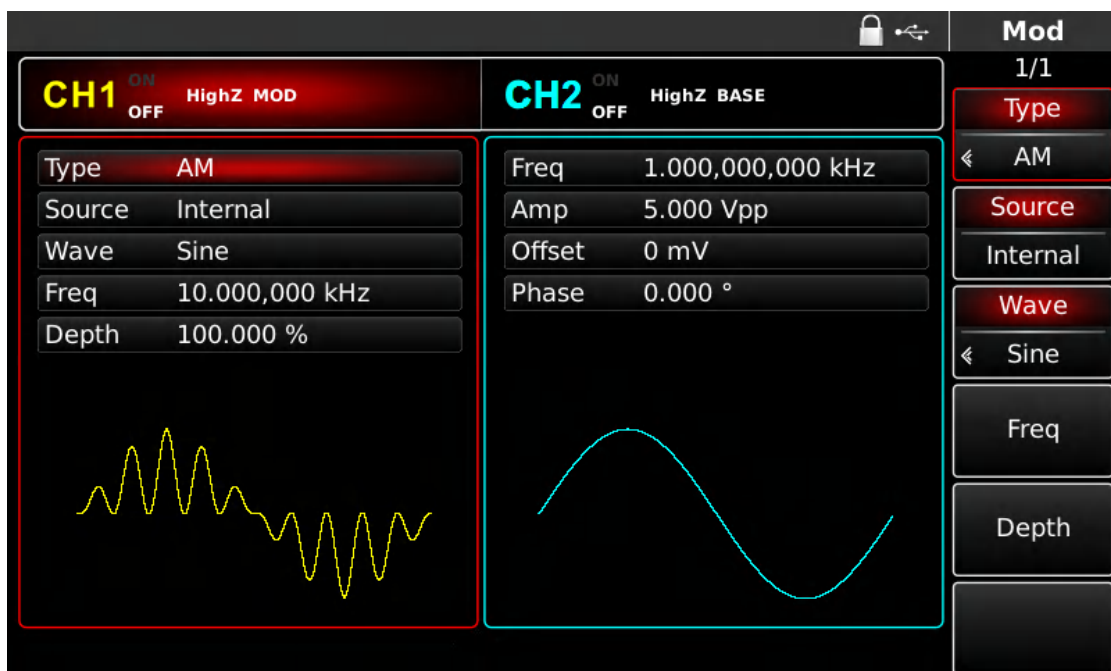 Mod
1/1
CH1 ON OFF HighZ MOD
CH2 ON OFF HighZ BASE
Type AM
Source Internal
Wave Sine
Freq 10.000,000 kHz
Depth 100.000 %
Freq 1.000,000,000 kHz
Amp 5.000 Vpp
Offset 0 mV
Phase 0.000 °
Type
AM
Source
Internal
Wave
Sine
Freq
Depth